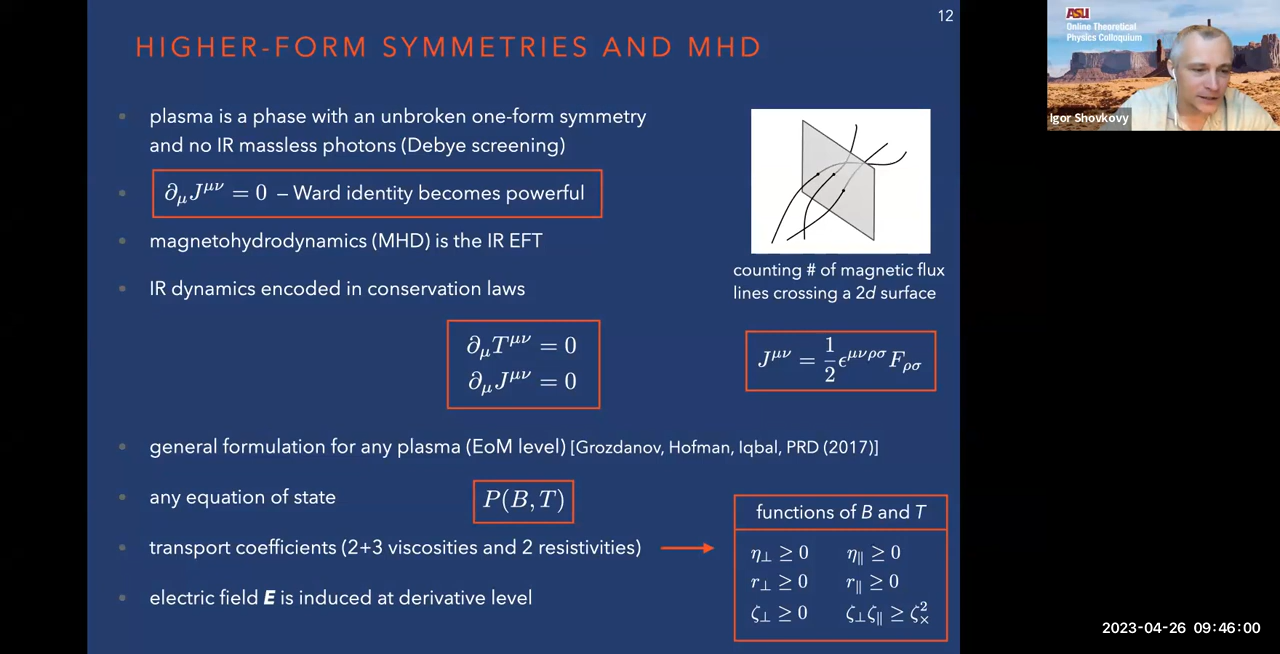 12
HIGHER-FORM SYMMETRIES AND MHD
• plasma is a phase with an unbroken one-form symmetry
and no IR massless photons (Debye screening)
• ∂_μ J^{μν} = 0 – Ward identity becomes powerful
• magnetohydrodynamics (MHD) is the IR EFT
• IR dynamics encoded in conservation laws
∂_μ T^{μν} = 0
∂_μ J^{μν} = 0
counting # of magnetic flux
lines crossing a 2d surface
J^{μν} = \frac{1}{2} ϵ^{μνρσ} F_{ρσ}
• general formulation for any plasma (EoM level) [Grozdanov, Hofman, Iqbal, PRD (2017)]
• any equation of state P(B, T)
• transport coefficients (2+3 viscosities and 2 resistivities)
• electric field E is induced at derivative level
functions of B and T
η_⊥ ≥ 0 η_∥ ≥ 0
r_⊥ ≥ 0 r_∥ ≥ 0
ζ_⊥ ≥ 0 ζ_⊥ζ_∥ ≥ ζ_×^2
ASU
Online Theoretical
Physics Colloquium
Igor Shovkovy
2023-04-26 09:46:00